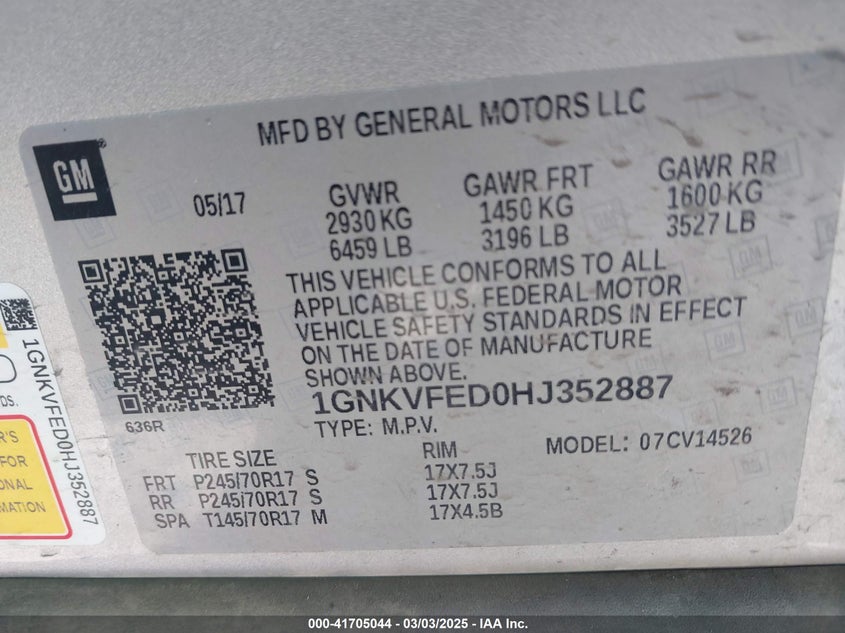 MFD BY GENERAL MOTORS LLC
GM
05/17
GVWR
2930 KG
6459 LB
GAWR FRT
1450 KG
3196 LB
GAWR RR
1600 KG
3527 LB
THIS VEHICLE CONFORMS TO ALL
APPLICABLE U.S. FEDERAL MOTOR
VEHICLE SAFETY STANDARDS IN EFFECT
ON THE DATE OF MANUFACTURE
SHOWN ABOVE.
1GNKVFED0HJ352887
636R
TYPE: M.P.V.
MODEL: 07CV14526
TIRE SIZE RIM
FRT P245/70R17 S 17X7.5J
RR P245/70R17 S 17X7.5J
SPA T145/70R17 M 17X4.5B
1GNKVFED0HJ352887
DS.
R'S
FOR
ONAL
MATION
000-41705044 — 03/03/2025 — IAA Inc.